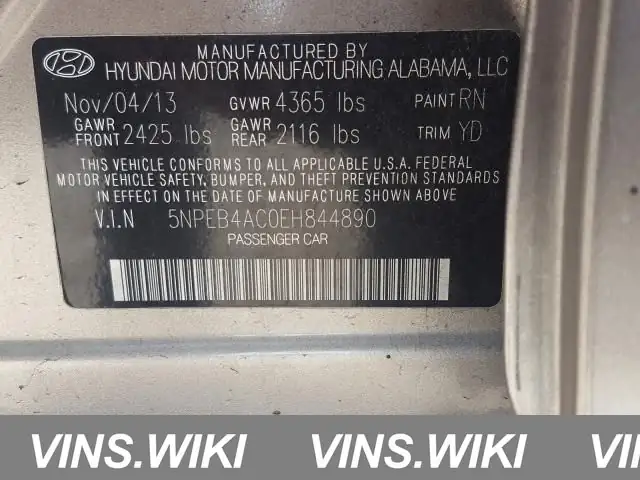 MANUFACTURED BY
HYUNDAI MOTOR MANUFACTURING ALABAMA, LLC
Nov/04/13 GVWR 4365 lbs PAINT RN
GAWR FRONT 2425 lbs GAWR REAR 2116 lbs TRIM YD
THIS VEHICLE CONFORMS TO ALL APPLICABLE U.S.A. FEDERAL
MOTOR VEHICLE SAFETY, BUMPER, AND THEFT PREVENTION STANDARDS
IN EFFECT ON THE DATE OF MANUFACTURE SHOWN ABOVE.
V.I.N 5NPEB4AC0EH844890
PASSENGER CAR
VINS.WIKI VINS.WIKI VI